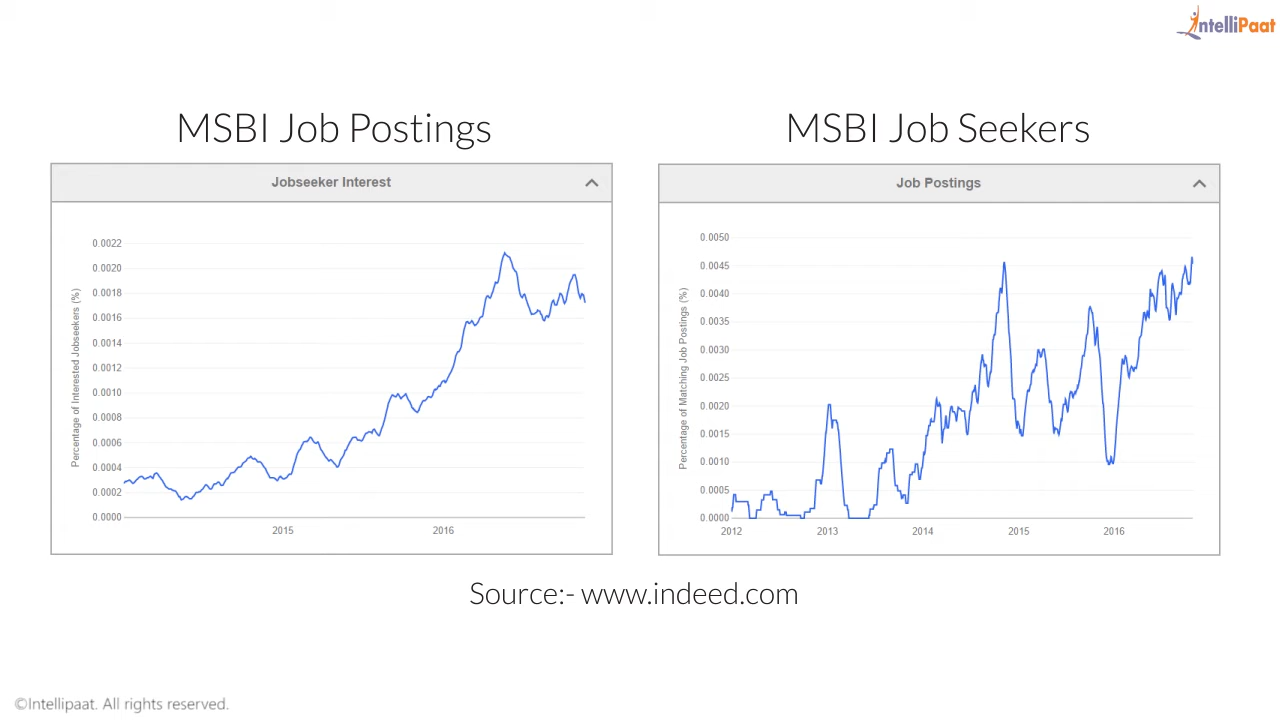 IntelliPaat
MSBI Job Postings
MSBI Job Seekers
Jobseeker Interest
Percentage of Interested Jobseekers (%)
0.0022
0.0020
0.0018
0.0016
0.0014
0.0012
0.0010
0.0008
0.0006
0.0004
0.0002
0.0000
2015 2016
Job Postings
Percentage of Matching Job Postings (%)
0.0050
0.0045
0.0040
0.0035
0.0030
0.0025
0.0020
0.0015
0.0010
0.0005
0.0000
2012 2013 2014 2015 2016
Source:- www.indeed.com
©Intellipaat. All rights reserved.